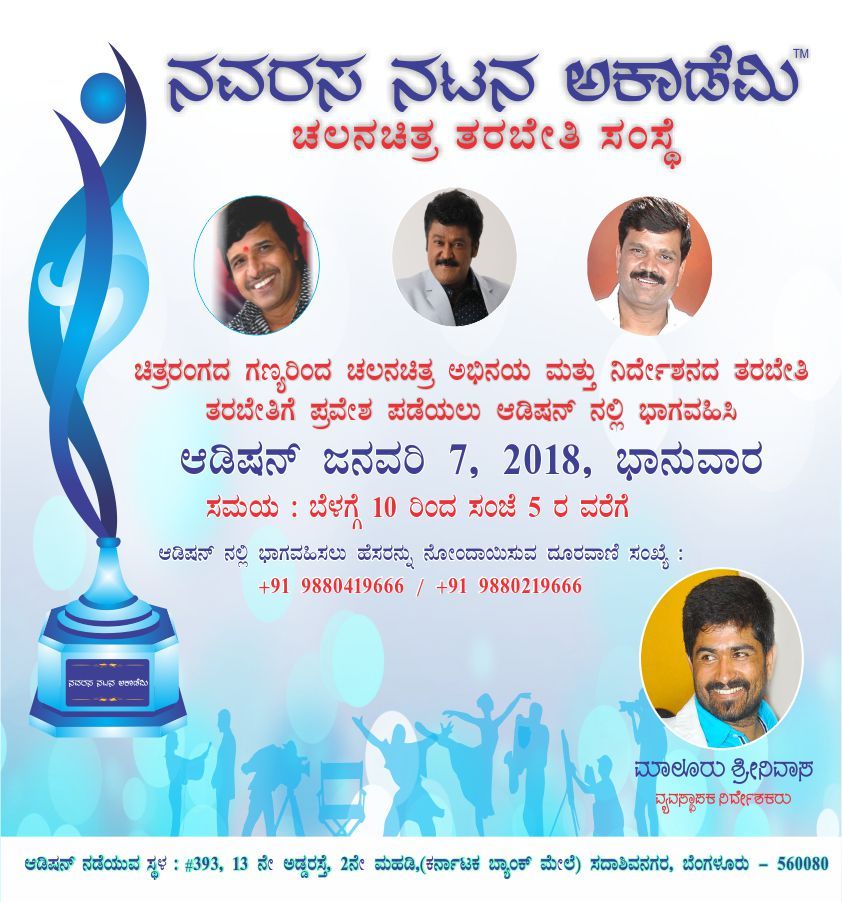 ನವರಸ ನಟನ ಅಕಾಡೆಮಿ TM
ಚಲನಚಿತ್ರ ತರಬೇತಿ ಸಂಸ್ಥೆ
ಚಿತ್ರರಂಗದ ಗಣ್ಯರಿಂದ ಚಲನಚಿತ್ರ ಅಭಿನಯ ಮತ್ತು ನಿರ್ದೇಶನದ ತರಬೇತಿ
ತರಬೇತಿಗೆ ಪ್ರವೇಶ ಪಡೆಯಲು ಆಡಿಷನ್ ನಲ್ಲಿ ಭಾಗವಹಿಸಿ
ಆಡಿಷನ್ ಜನವರಿ 7, 2018, ಭಾನುವಾರ
ಸಮಯ : ಬೆಳಗ್ಗೆ 10 ರಿಂದ ಸಂಜೆ 5 ರ ವರೆಗೆ
ಆಡಿಷನ್ ನಲ್ಲಿ ಭಾಗವಹಿಸಲು ಹೆಸರನ್ನು ನೋಂದಾಯಿಸುವ ದೂರವಾಣಿ ಸಂಖ್ಯೆ :
+91 9880419666 / +91 9880219666
ನವರಸ ನಟನ ಅಕಾಡೆಮಿ
ಮಾಲೂರು ಶ್ರೀನಿವಾಸ
ವ್ಯವಸ್ಥಾಪಕ ನಿರ್ದೇಶಕರು
ಆಡಿಷನ್ ನಡೆಯುವ ಸ್ಥಳ : #393, 13 ನೇ ಅಡ್ಡರಸ್ತೆ, 2ನೇ ಮಹಡಿ,(ಕರ್ನಾಟಕ ಬ್ಯಾಂಕ್ ಮೇಲೆ) ಸದಾಶಿವನಗರ, ಬೆಂಗಳೂರು – 560080